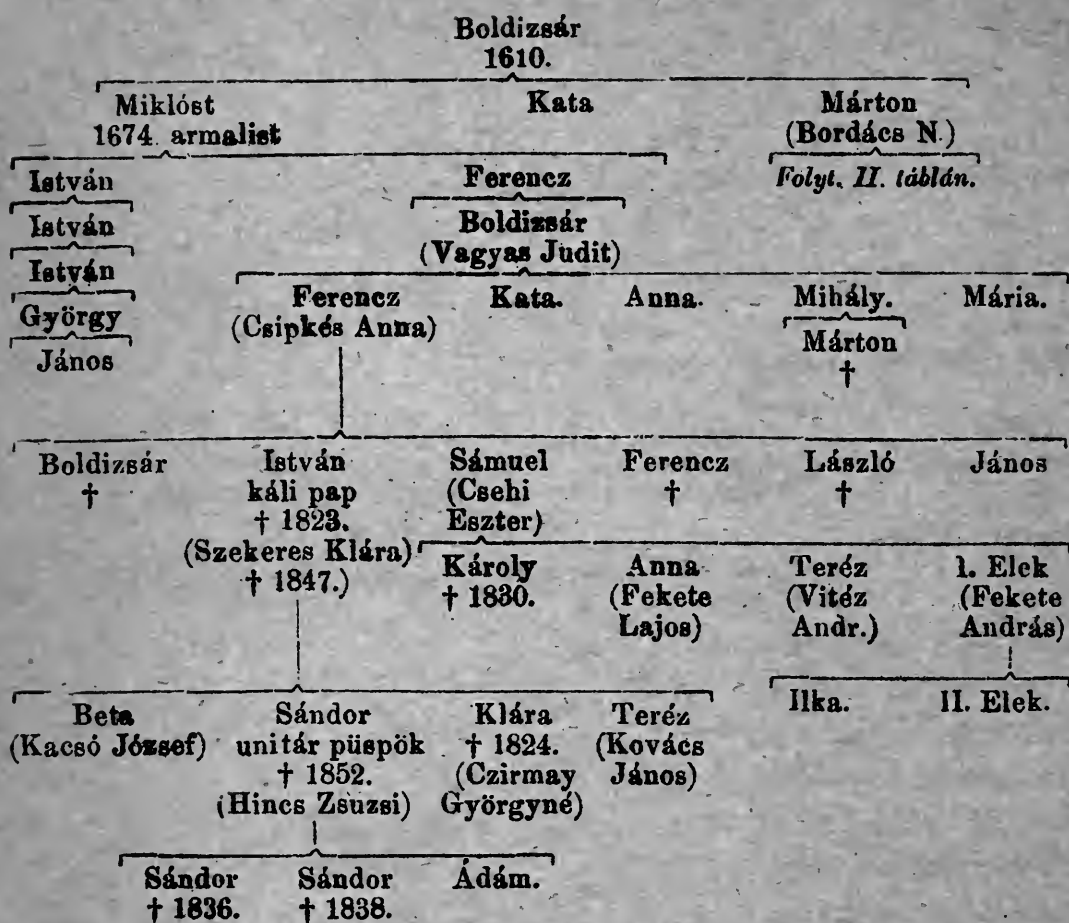 Boldizsár
1610.
Miklóst Kata Márton
1674. armalist (Bordács N.)
István Ferencz Folyt. II. táblán.
István Boldizsár
(Vagyas Judit)
István Ferencz Kata. Anna. Mihály. Mária.
György (Csipkés Anna) Márton
János †
Boldizsár István Sámuel Ferencz László János
† káli pap (Csehi † †
† 1823. Eszter)
(Szekeres Klára) Károly Anna Teréz I. Elek
† 1847.) † 1830. (Fekete (Vitéz (Fekete
Lajos) Andr.) András)
Beta Sándor Klára Teréz Ilka. II. Elek.
(Kacsó József) unitár püspök † 1824. (Kovács
† 1852. (Czirmay János)
(Hincs Zsuzsi) Györgyné)
Sándor Sándor Ádám.
† 1836. † 1838.